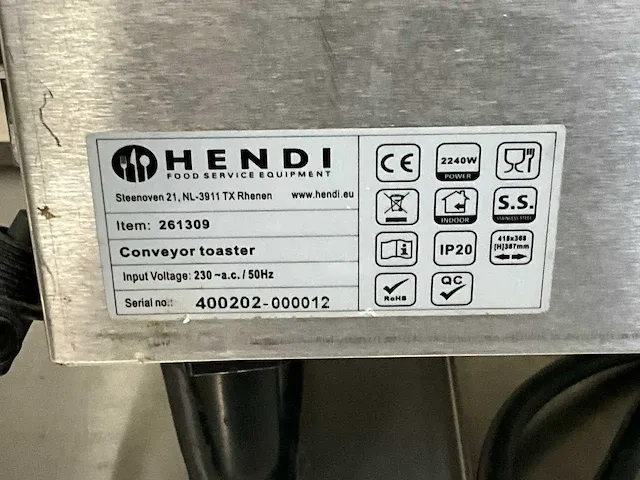 HENDI
FOOD SERVICE EQUIPMENT
Steenoven 21, NL-3911 TX Rhenen www.hendi.eu
Item: 261309
Conveyor toaster
Input Voltage: 230 ~a.c. / 50Hz
Serial no.: 400202-000012
CE
2240W
POWER
INDOOR
S.S.
STAINLESS STEEL
i
IP20
418x368
[H]387mm
RoHS
QC